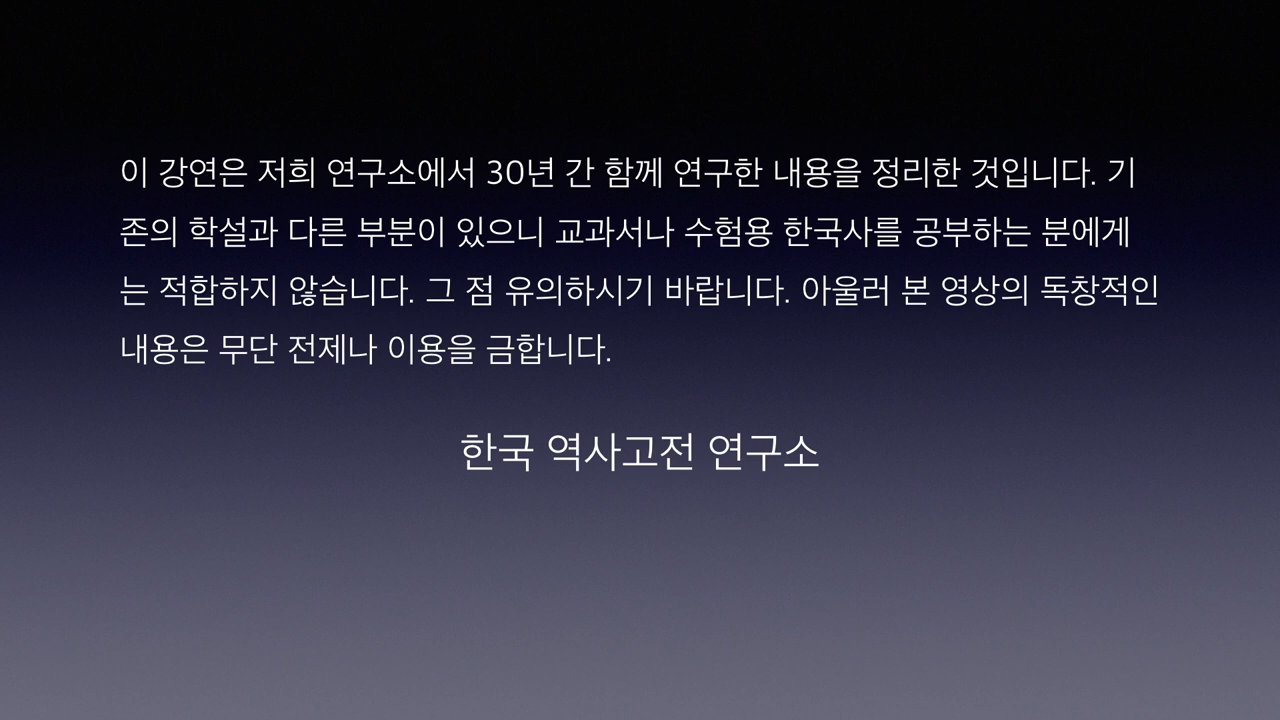 이 강연은 저희 연구소에서 30년 간 함께 연구한 내용을 정리한 것입니다. 기
존의 학설과 다른 부분이 있으니 교과서나 수험용 한국사를 공부하는 분에게
는 적합하지 않습니다. 그 점 유의하시기 바랍니다. 아울러 본 영상의 독창적인
내용은 무단 전제나 이용을 금합니다.
한국 역사고전 연구소